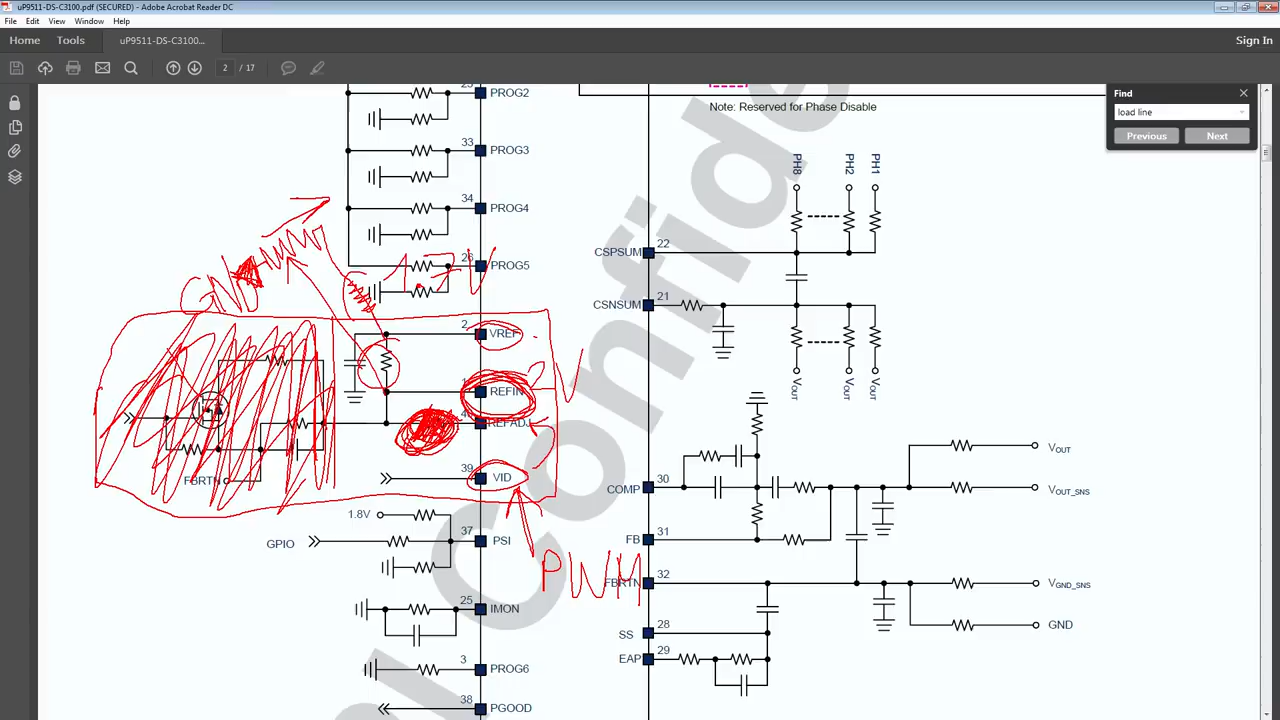 uP9511-DS-C3100.pdf (SECURED) - Adobe Acrobat Reader DC
File Edit View Window Help
Home Tools uP9511-DS-C3100... Sign In
2 / 17
Find
load line
Previous Next
Note: Reserved for Phase Disable
PROG2
33 PROG3
34 PROG4
PROG5
2 VREF
REFIN
REFADJ
39 VID
FBRTN
1.8V
GPIO
37 PSI
25 IMON
3 PROG6
38 PGOOD
GND
PWM
PH8 PH2 PH1
CSPSUM 22
CSNSUM 21
VOUT VOUT VOUT
COMP 30
FB 31
FBRTN 32
SS 28
EAP 29
VOUT
VOUT_SNS
VGND_SNS
GND